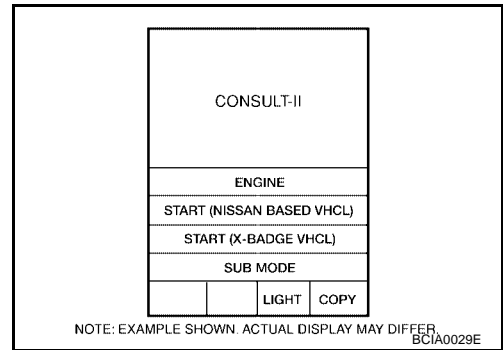 CONSULT-II
ENGINE
START (NISSAN BASED VHCL)
START (X-BADGE VHCL)
SUB MODE
LIGHT COPY
NOTE: EXAMPLE SHOWN. ACTUAL DISPLAY MAY DIFFER.
BCIA0029E